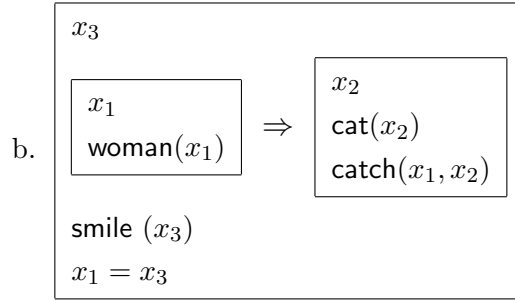 x₃
x₁ ⇒ x₂
woman(x₁) cat(x₂)
b. catch(x₁, x₂)
smile (x₃)
x₁ = x₃